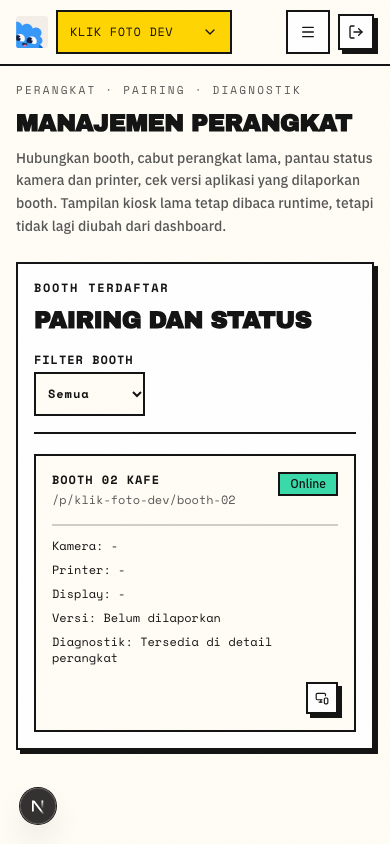 KLIK FOTO DEV
PERANGKAT · PAIRING · DIAGNOSTIK
MANAJEMEN PERANGKAT
Hubungkan booth, cabut perangkat lama, pantau status
kamera dan printer, cek versi aplikasi yang dilaporkan
booth. Tampilan kiosk lama tetap dibaca runtime, tetapi
tidak lagi diubah dari dashboard.
BOOTH TERDAFTAR
PAIRING DAN STATUS
FILTER BOOTH
Semua
BOOTH 02 KAFE
Online
/p/klik-foto-dev/booth-02
Kamera: -
Printer: -
Display: -
Versi: Belum dilaporkan
Diagnostik: Tersedia di detail
perangkat
N